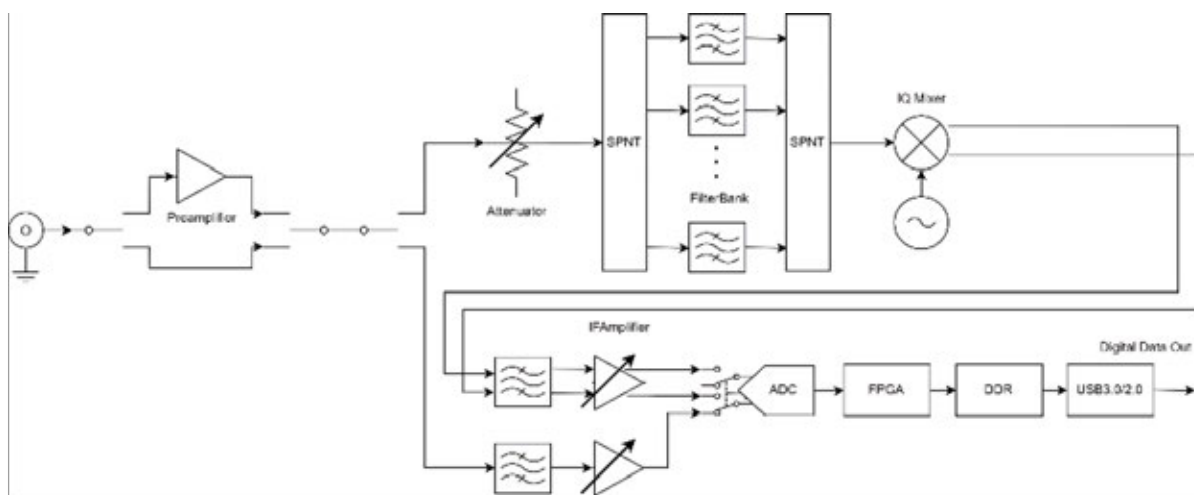 IQ Mixer
SPNT
SPNT
Attenuator
FilterBank
Preamplifier
IFAmplifier
Digital Data Out
ADC
FPGA
DDR
USB3.0/2.0